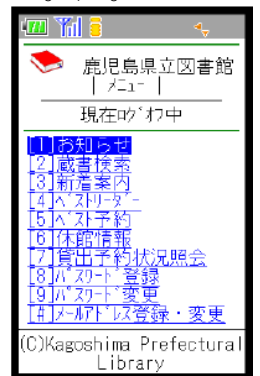 鹿児島県立図書館
| ﾒﾆｭｰ |
現在ﾛｸﾞｵﾌ中
[1]お知らせ
[2]蔵書検索
[3]新着案内
[4]ﾍﾞｽﾄﾘｰﾀﾞｰ
[5]ﾍﾞｽﾄ予約
[6]休館情報
[7]貸出予約状況照会
[8]ﾊﾟｽﾜｰﾄﾞ登録
[9]ﾊﾟｽﾜｰﾄﾞ変更
[#]ﾒｰﾙｱﾄﾞﾚｽ登録・変更
(C)Kagoshima Prefectural
Library